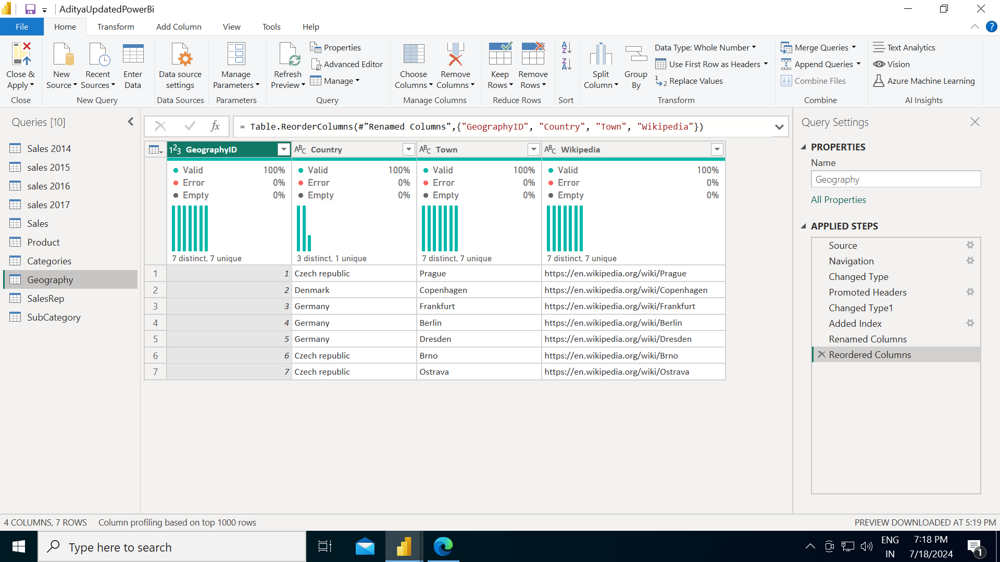 AdityaUpdatedPowerBi
File Home Transform Add Column View Tools Help
Close & Apply
New Source
Recent Sources
Enter Data
Data source settings
Manage Parameters
Refresh Preview
Properties
Advanced Editor
Manage
Choose Columns
Remove Columns
Keep Rows
Remove Rows
Split Column
Group By
Data Type: Whole Number
Use First Row as Headers
Replace Values
Merge Queries
Append Queries
Combine Files
Text Analytics
Vision
Azure Machine Learning
Close New Query Data Sources Parameters Query Manage Columns Reduce Rows Sort Transform Combine AI Insights
Queries [10]
Sales 2014
sales 2015
sales 2016
sales 2017
Sales
Product
Categories
Geography
SalesRep
SubCategory
fx = Table.ReorderColumns(#"Renamed Columns",{"GeographyID", "Country", "Town", "Wikipedia"})
GeographyID Country Town Wikipedia
Valid 100% Valid 100% Valid 100% Valid 100%
Error 0% Error 0% Error 0% Error 0%
Empty 0% Empty 0% Empty 0% Empty 0%
7 distinct, 7 unique 3 distinct, 1 unique 7 distinct, 7 unique 7 distinct, 7 unique
1 1 Czech republic Prague https://en.wikipedia.org/wiki/Prague
2 2 Denmark Copenhagen https://en.wikipedia.org/wiki/Copenhagen
3 3 Germany Frankfurt https://en.wikipedia.org/wiki/Frankfurt
4 4 Germany Berlin https://en.wikipedia.org/wiki/Berlin
5 5 Germany Dresden https://en.wikipedia.org/wiki/Dresden
6 6 Czech republic Brno https://en.wikipedia.org/wiki/Brno
7 7 Czech republic Ostrava https://en.wikipedia.org/wiki/Ostrava
Query Settings
PROPERTIES
Name
Geography
All Properties
APPLIED STEPS
Source
Navigation
Changed Type
Promoted Headers
Changed Type1
Added Index
Renamed Columns
Reordered Columns
4 COLUMNS, 7 ROWS Column profiling based on top 1000 rows PREVIEW DOWNLOADED AT 5:19 PM
Type here to search
ENG
IN
7:18 PM
7/18/2024
1